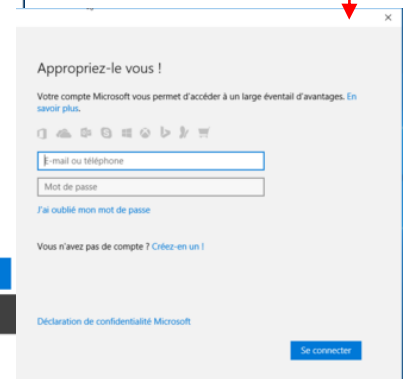 Appropriez-le vous !
Votre compte Microsoft vous permet d'accéder à un large éventail d'avantages. En
savoir plus.
E-mail ou téléphone
Mot de passe
J'ai oublié mon mot de passe
Vous n'avez pas de compte ? Créez-en un !
Déclaration de confidentialité Microsoft
Se connecter